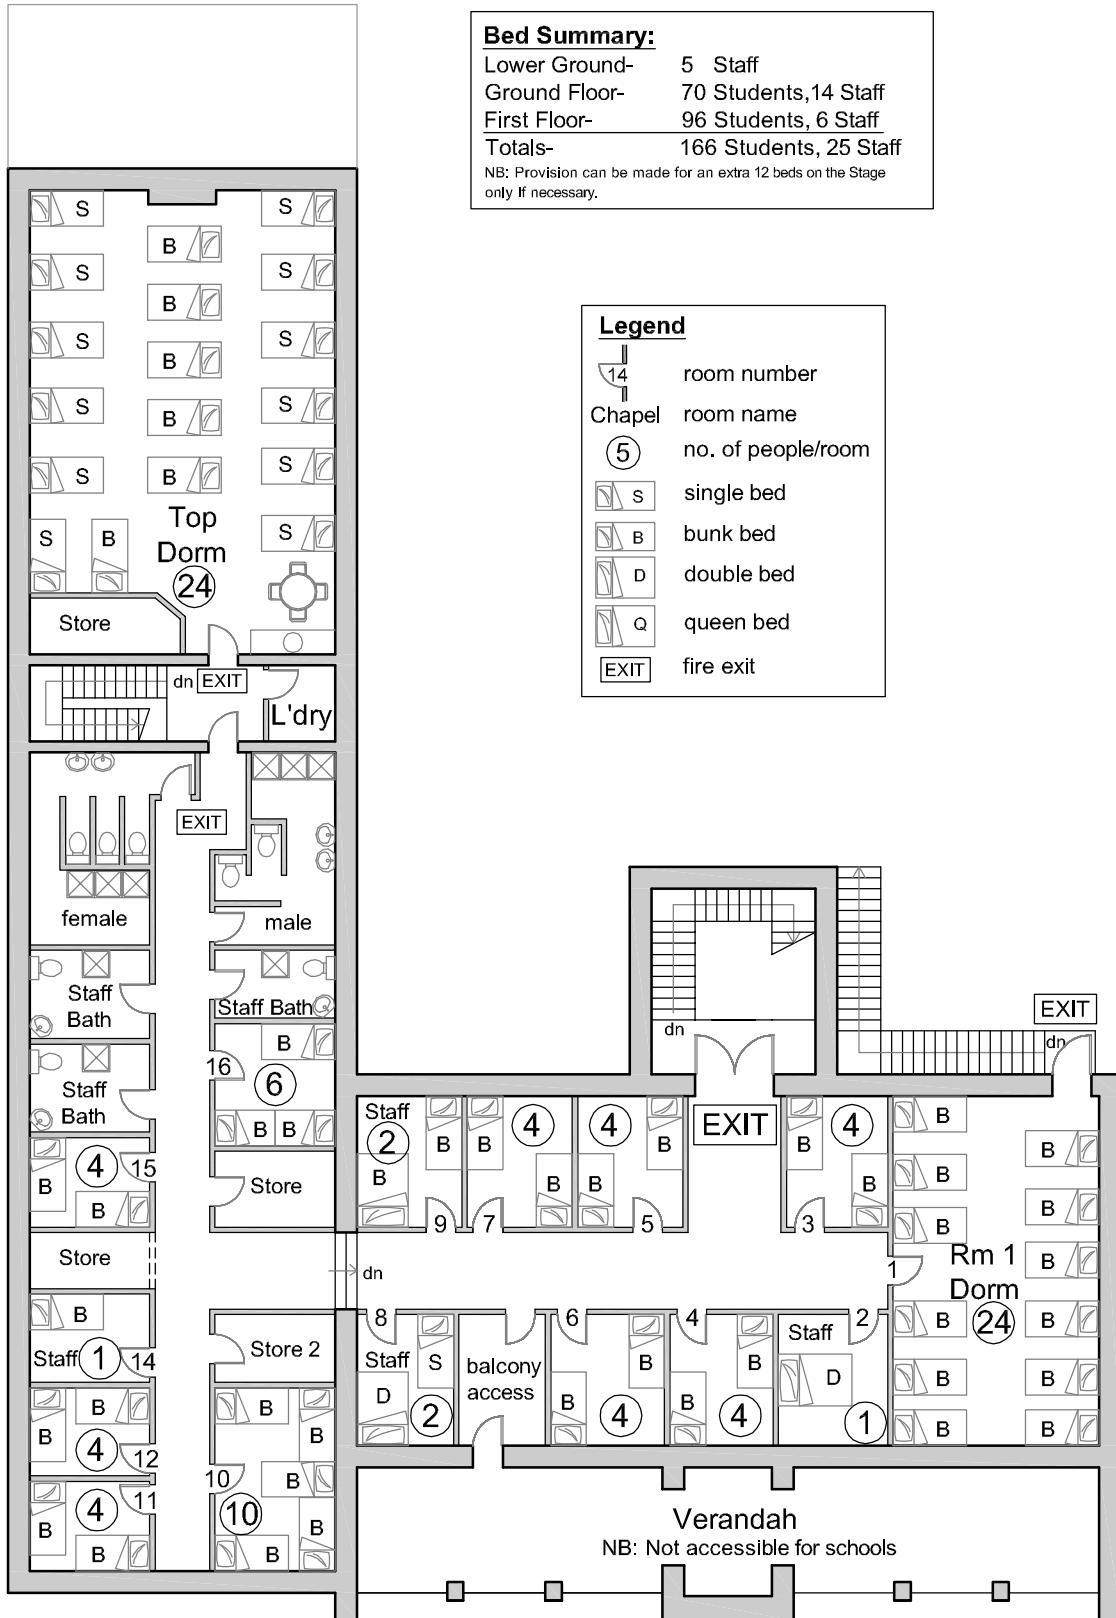 Bed Summary:
Lower Ground- 5 Staff
Ground Floor- 70 Students,14 Staff
First Floor- 96 Students, 6 Staff
Totals- 166 Students, 25 Staff
NB: Provision can be made for an extra 12 beds on the Stage
only If necessary.
Legend
14 room number
Chapel room name
5 no. of people/room
S single bed
B bunk bed
D double bed
Q queen bed
EXIT fire exit
S S
B
S S
B
S S
B
S S
B
S S
B
S B S
Top
Dorm
24
Store
dn EXIT
L'dry
EXIT
female
male
Staff
Bath
Staff Bath
Staff
Bath
16
B
6
B B
4
15
B
B
Store
Store
B
Staff 1
14
Store 2
B
B
4
12
11
4
B
B
B
B
B
10
10
B
B
dn
EXIT
dn
EXIT
Staff
2
B
B
9
B
4
B
7
4
B
B
5
4
B
B
3
dn
8
Staff
S
D
2
balcony
access
6
B
B
4
4
B
B
4
2
Staff
D
1
1
B
B
B
B
B
B
Rm 1
Dorm
24
B B
B B
B B
Verandah
NB: Not accessible for schools